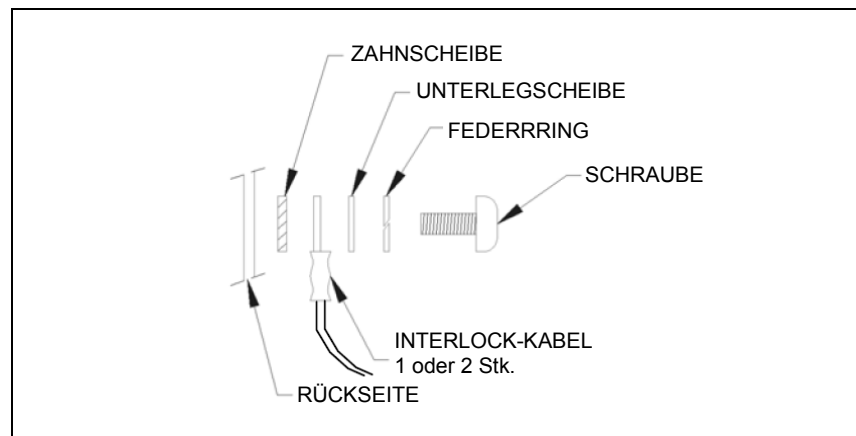 ZAHNSCHEIBE
UNTERLEGSCHEIBE
FEDERRRING
SCHRAUBE
INTERLOCK-KABEL
1 oder 2 Stk.
RÜCKSEITE